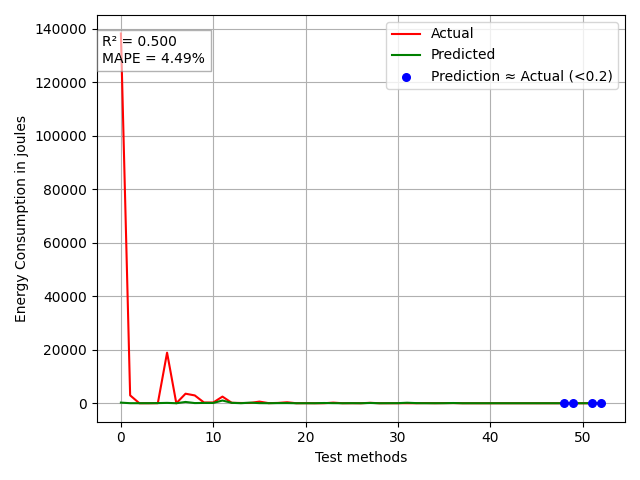 R² = 0.500
MAPE = 4.49%
Actual
Predicted
Prediction ≈ Actual (<0.2)
Energy Consumption in joules
140000
120000
100000
80000
60000
40000
20000
0
0 10 20 30 40 50
Test methods